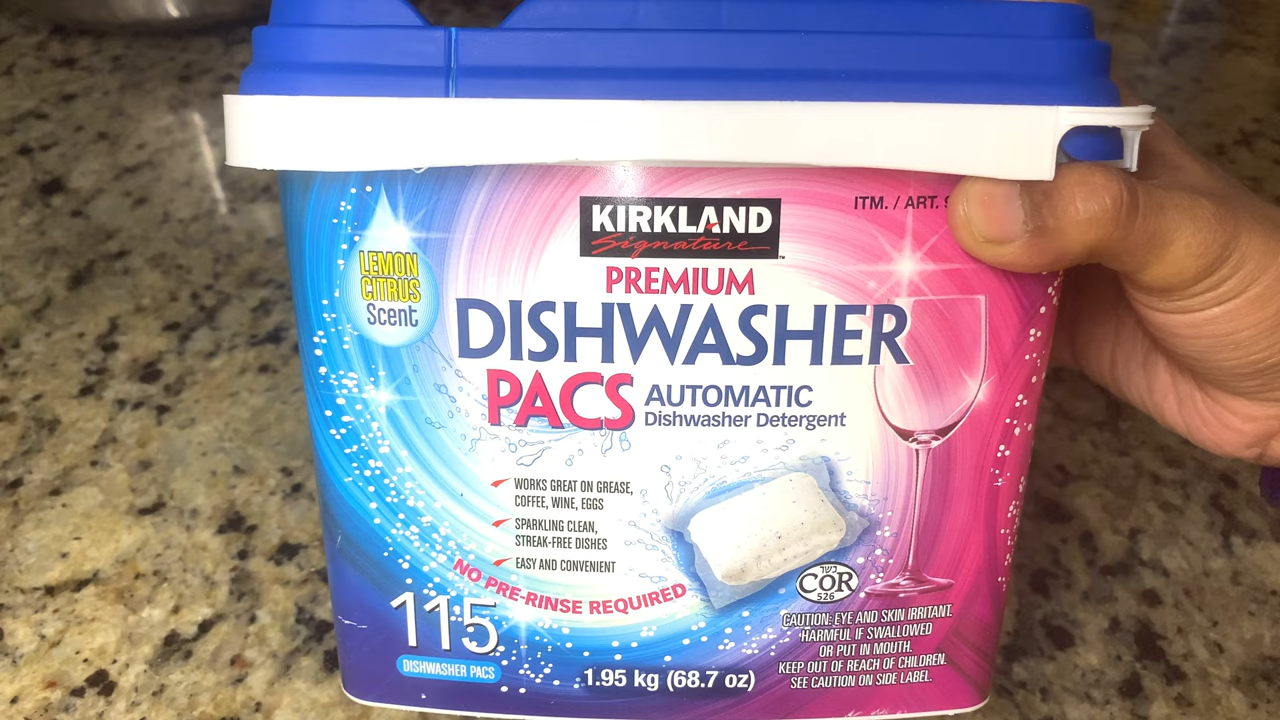 ITM. / ART.
KIRKLAND
Signature™
LEMON
CITRUS
Scent
PREMIUM
DISHWASHER
PACS
AUTOMATIC
Dishwasher Detergent
WORKS GREAT ON GREASE,
COFFEE, WINE, EGGS
SPARKLING CLEAN,
STREAK-FREE DISHES
EASY AND CONVENIENT
NO PRE-RINSE REQUIRED
115
DISHWASHER PACS
1.95 kg (68.7 oz)
כשר
COR
526
CAUTION: EYE AND SKIN IRRITANT.
HARMFUL IF SWALLOWED
OR PUT IN MOUTH.
KEEP OUT OF REACH OF CHILDREN.
SEE CAUTION ON SIDE LABEL.